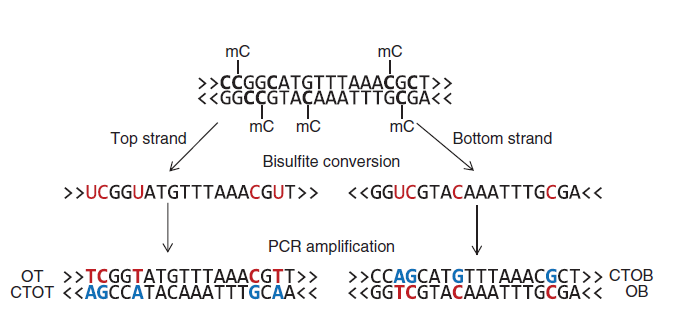 mC mC
>>CCGGCATGTTTAAACGCT>>
<<GGCCGTACAAATTTGCGA<<
mC mC mC
Top strand Bottom strand
Bisulfite conversion
>>UCGGUATGTTTAAACGUT>> <<GGUCGTACAAATTTGCGA<<
PCR amplification
OT >>TCGGTATGTTTAAACGTT>> >>CCAGCATGTTTAAACGCT>> CTOB
CTOT <<AGCCATACAAATTTGCAA<< <<GGTCGTACAAATTTGCGA<< OB